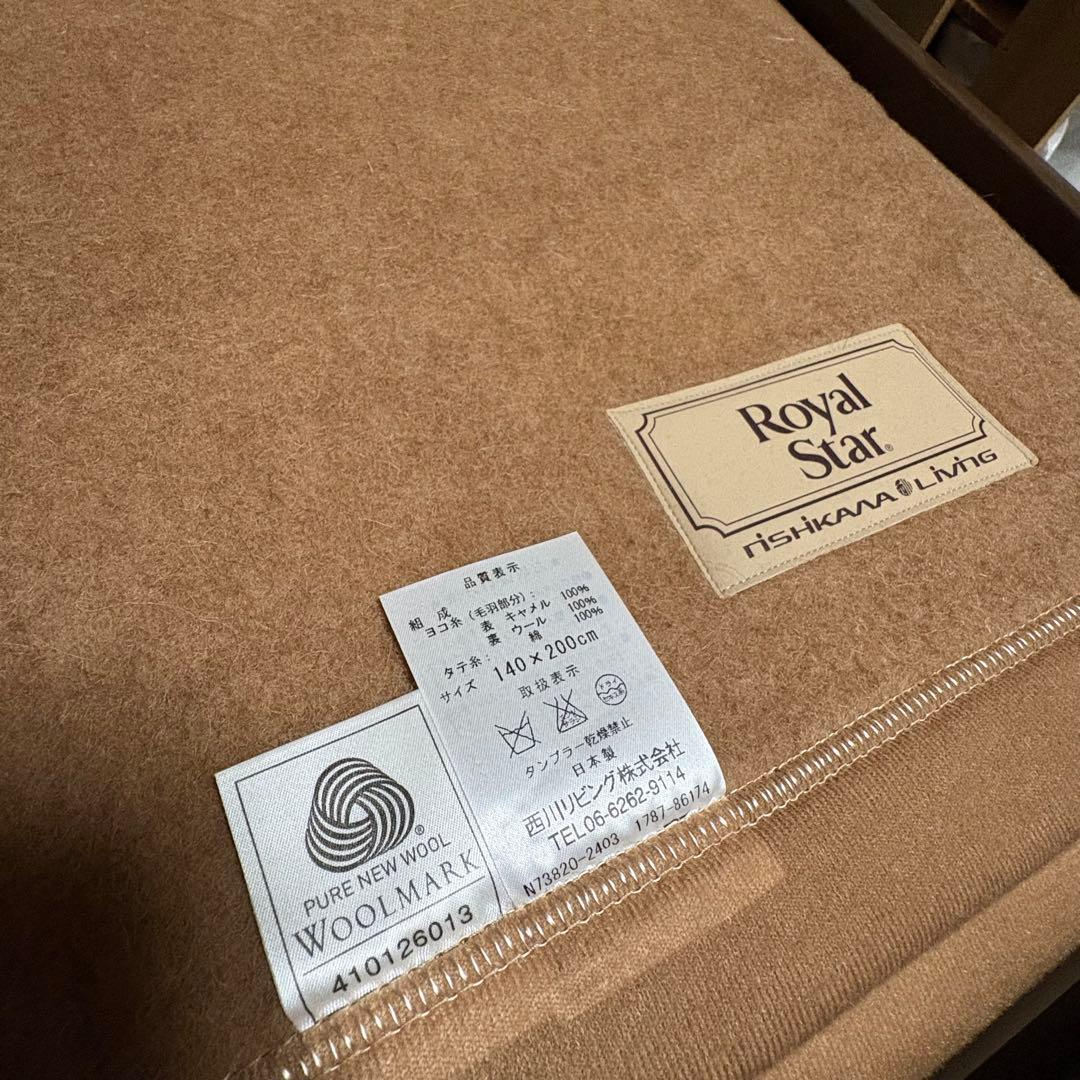 Royal
Star®
nishikawa Living
品質表示
組 成
ヨコ糸(毛羽部分):
表 キャメル 100%
裏 ウール 100%
タテ糸: 綿 100%
サイズ 140×200cm
取扱表示
ドライ
タンブラー乾燥禁止
日本製
西川リビング株式会社
TEL06-6262-9114
N73820-2403 1787-86174
®
PURE NEW WOOL
WOOLMARK
410126013